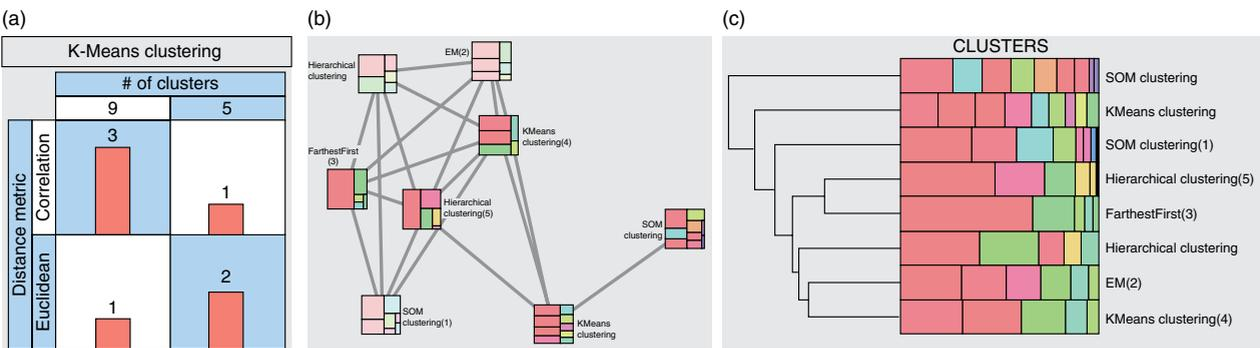 (a)
K-Means clustering
# of clusters
9
5
Distance metric
Correlation
3
1
Euclidean
1
2
(b)
Hierarchical
clustering
EM(2)
KMeans
clustering(4)
FarthestFirst
(3)
Hierarchical
clustering(5)
SOM
clustering
SOM
clustering(1)
KMeans
clustering
(c)
CLUSTERS
SOM clustering
KMeans clustering
SOM clustering(1)
Hierarchical clustering(5)
FarthestFirst(3)
Hierarchical clustering
EM(2)
KMeans clustering(4)